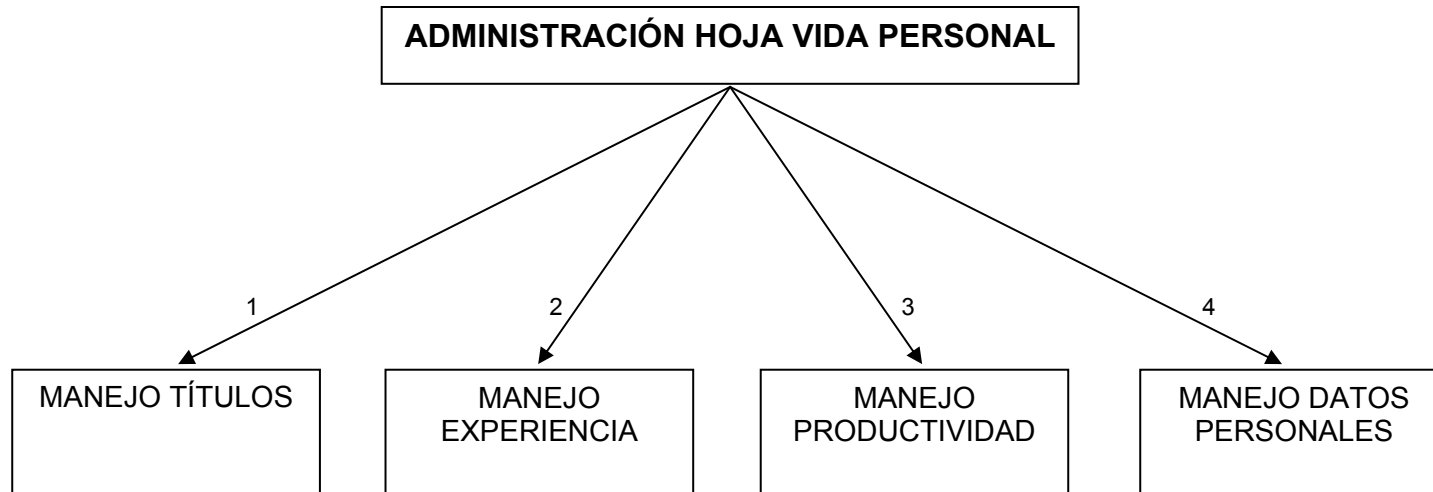 ADMINISTRACIÓN HOJA VIDA PERSONAL
1
2
3
4
MANEJO TÍTULOS
MANEJO
EXPERIENCIA
MANEJO
PRODUCTIVIDAD
MANEJO DATOS
PERSONALES